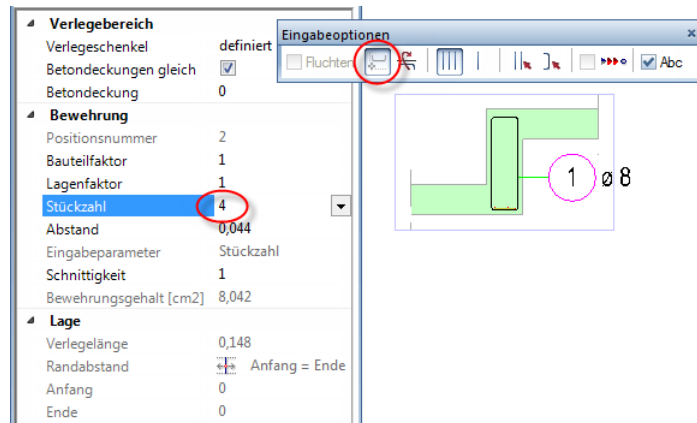 Verlegebereich
Verlegeschenkel definiert
Betondeckungen gleich
Betondeckung 0
Bewehrung
Positionsnummer 2
Bauteilfaktor 1
Lagenfaktor 1
Stückzahl 4
Abstand 0,044
Eingabeparameter Stückzahl
Schnittigkeit 1
Bewehrungsgehalt [cm2] 8,042
Lage
Verlegelänge 0,148
Randabstand Anfang = Ende
Anfang 0
Ende 0
Eingabeoptionen x
Fluchten Abc
1 ø 8